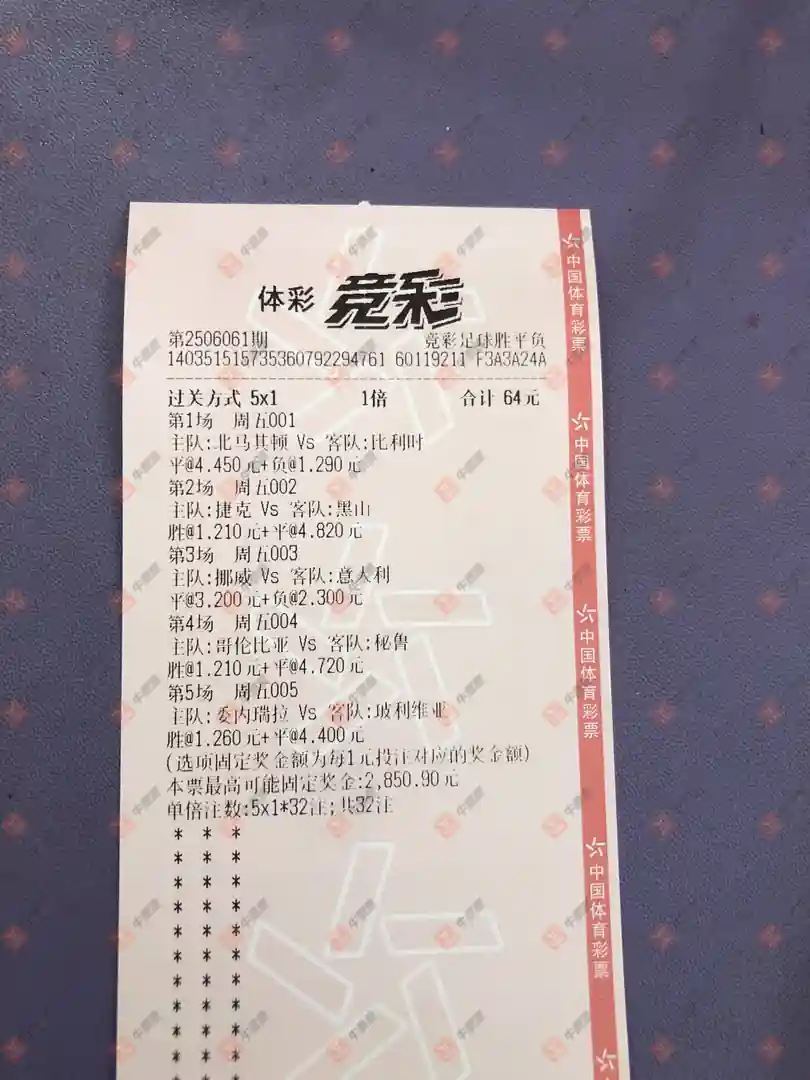 体彩 竞彩
第2506061期 竞彩足球胜平负
140351515735360792294761 60119211 F3A3A24A
过关方式 5x1 1倍 合计 64元
第1场 周五001
主队:北马其顿 Vs 客队:比利时
平@4.450元+负@1.290元
第2场 周五002
主队:捷克 Vs 客队:黑山
胜@1.210元+平@4.820元
第3场 周五003
主队:挪威 Vs 客队:意大利
平@3.200元+负@2.300元
第4场 周五004
主队:哥伦比亚 Vs 客队:秘鲁
胜@1.210元+平@4.720元
第5场 周五005
主队:委内瑞拉 Vs 客队:玻利维亚
胜@1.260元+平@4.400元
(选项固定奖金额为每1元投注对应的奖金额)
本票最高可能固定奖金:2,850.90元
单倍注数:5x1*32注;共32注
* * *
* * *
* * *
* * *
* * *
* * *
* * *
* * *
* * *
* * *
* * *
中国体育彩票
中国体育彩票
中国体育彩票
中国体育彩票